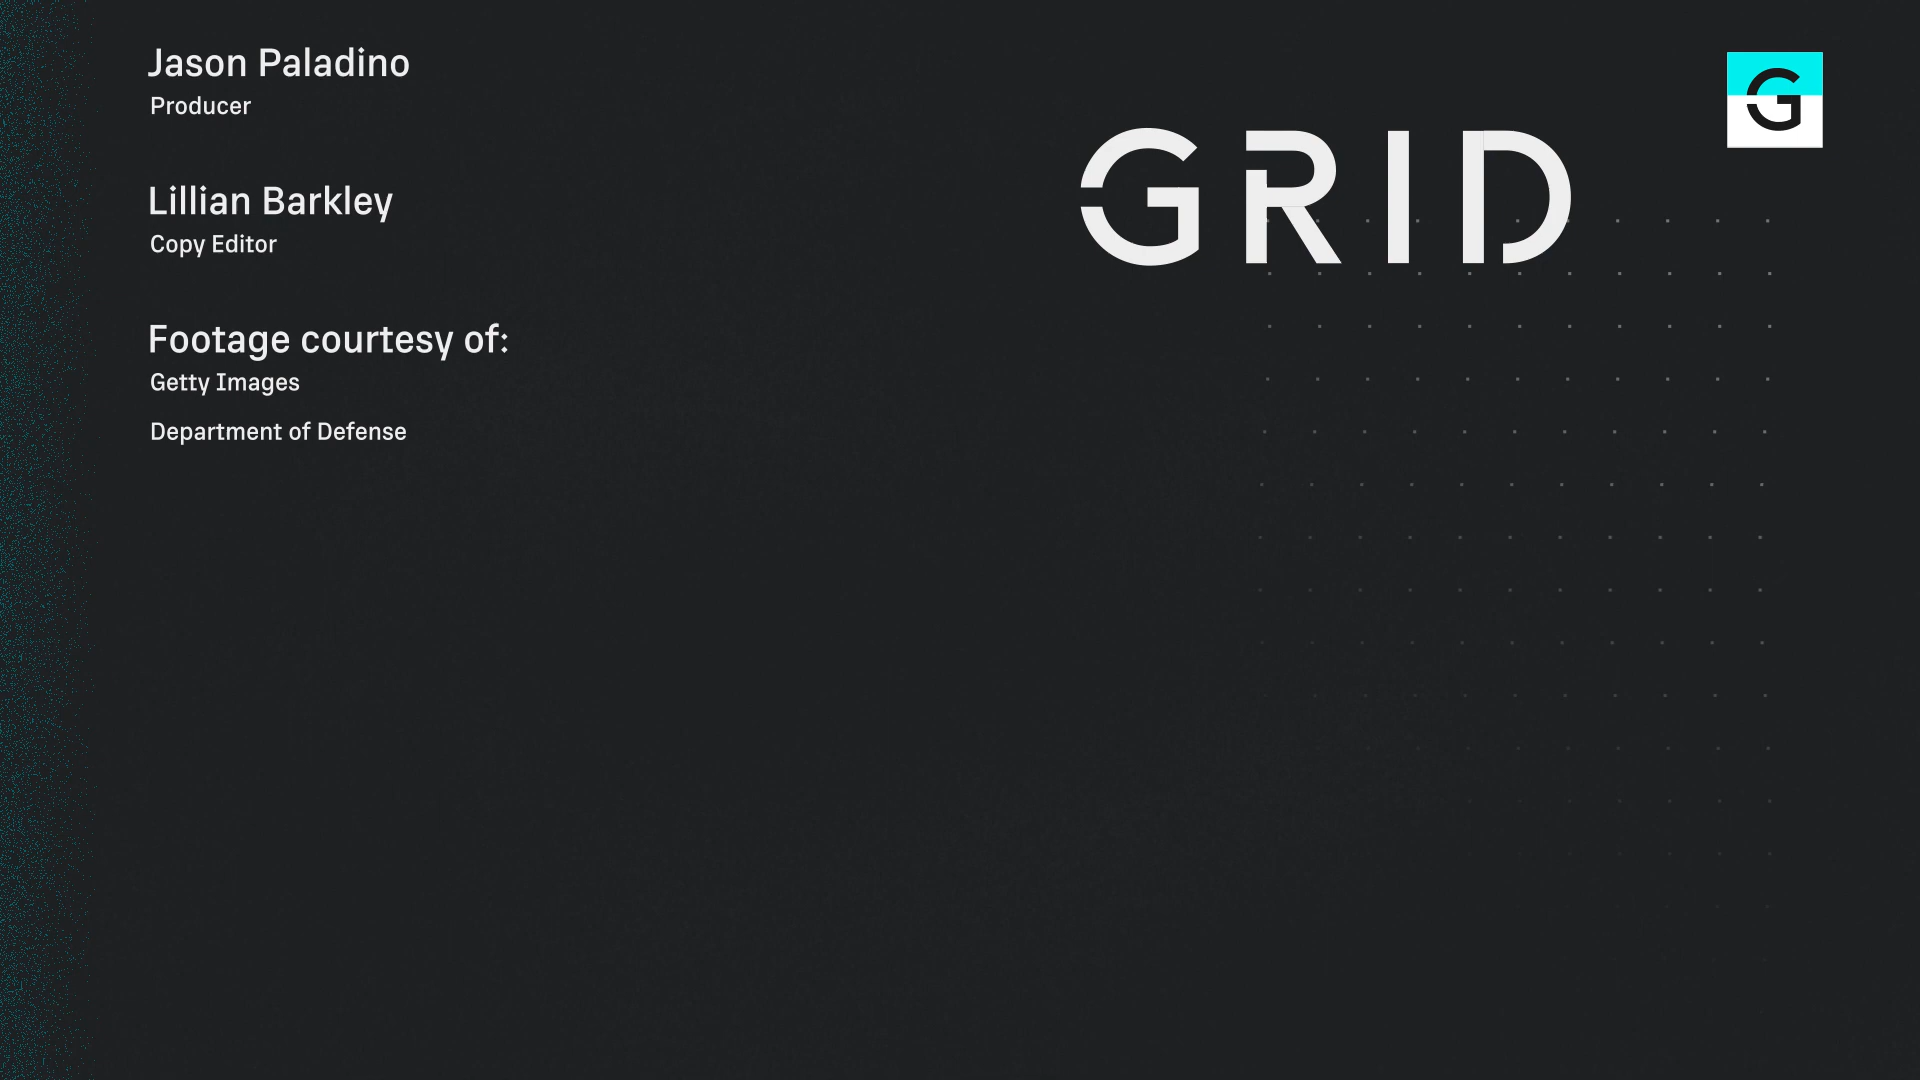 Jason Paladino
Producer
Lillian Barkley
Copy Editor
Footage courtesy of:
Getty Images
Department of Defense
GRID
G